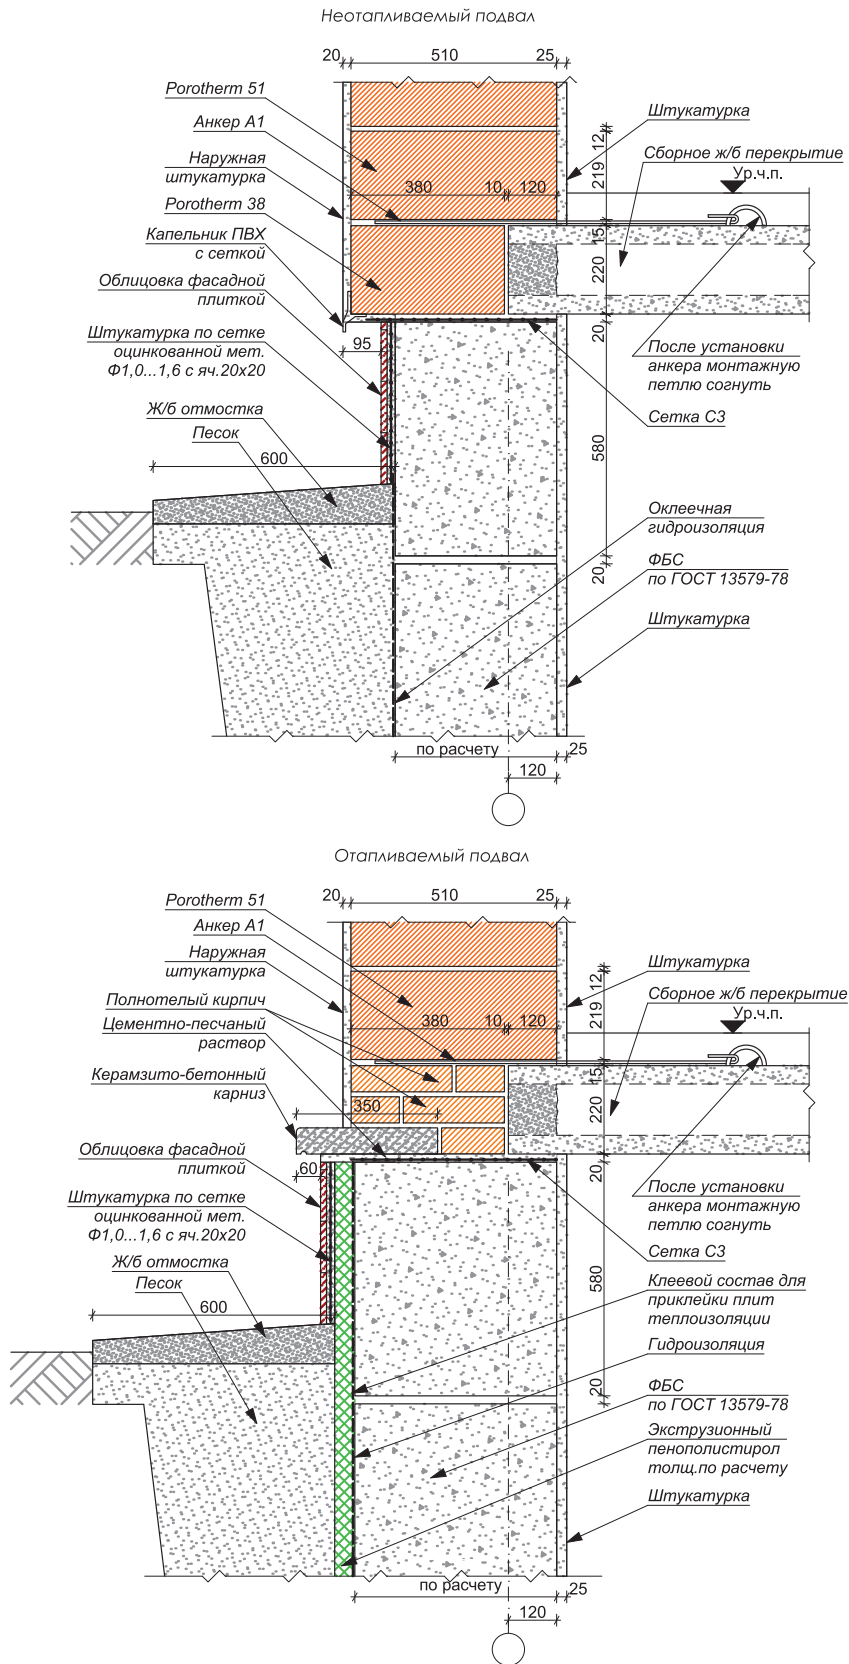 Неотапливаемый подвал
20
510
25
Porotherm 51
Анкер А1
Наружная
штукатурка
Porotherm 38
Капельник ПВХ
с сеткой
Облицовка фасадной
плиткой
Штукатурка по сетке
оцинкованной мет.
Ф1,0...1,6 с яч.20х20
Ж/б отмостка
Песок
600
95
380
10
120
Штукатурка
Сборное ж/б перекрытие
Ур.ч.п.
12
219
15
220
20
580
20
После установки
анкера монтажную
петлю согнуть
Сетка С3
Оклеечная
гидроизоляция
ФБС
по ГОСТ 13579-78
Штукатурка
по расчету
25
120
Отапливаемый подвал
20
510
25
Porotherm 51
Анкер А1
Наружная
штукатурка
Полнотелый кирпич
Цементно-песчаный
раствор
Керамзито-бетонный
карниз
350
Облицовка фасадной
плиткой
60
Штукатурка по сетке
оцинкованной мет.
Ф1,0...1,6 с яч.20х20
Ж/б отмостка
Песок
600
380
10
120
Штукатурка
Сборное ж/б перекрытие
Ур.ч.п.
12
219
15
220
20
580
20
После установки
анкера монтажную
петлю согнуть
Сетка С3
Клеевой состав для
приклейки плит
теплоизоляции
Гидроизоляция
ФБС
по ГОСТ 13579-78
Экструзионный
пенополистирол
толщ.по расчету
Штукатурка
по расчету
25
120